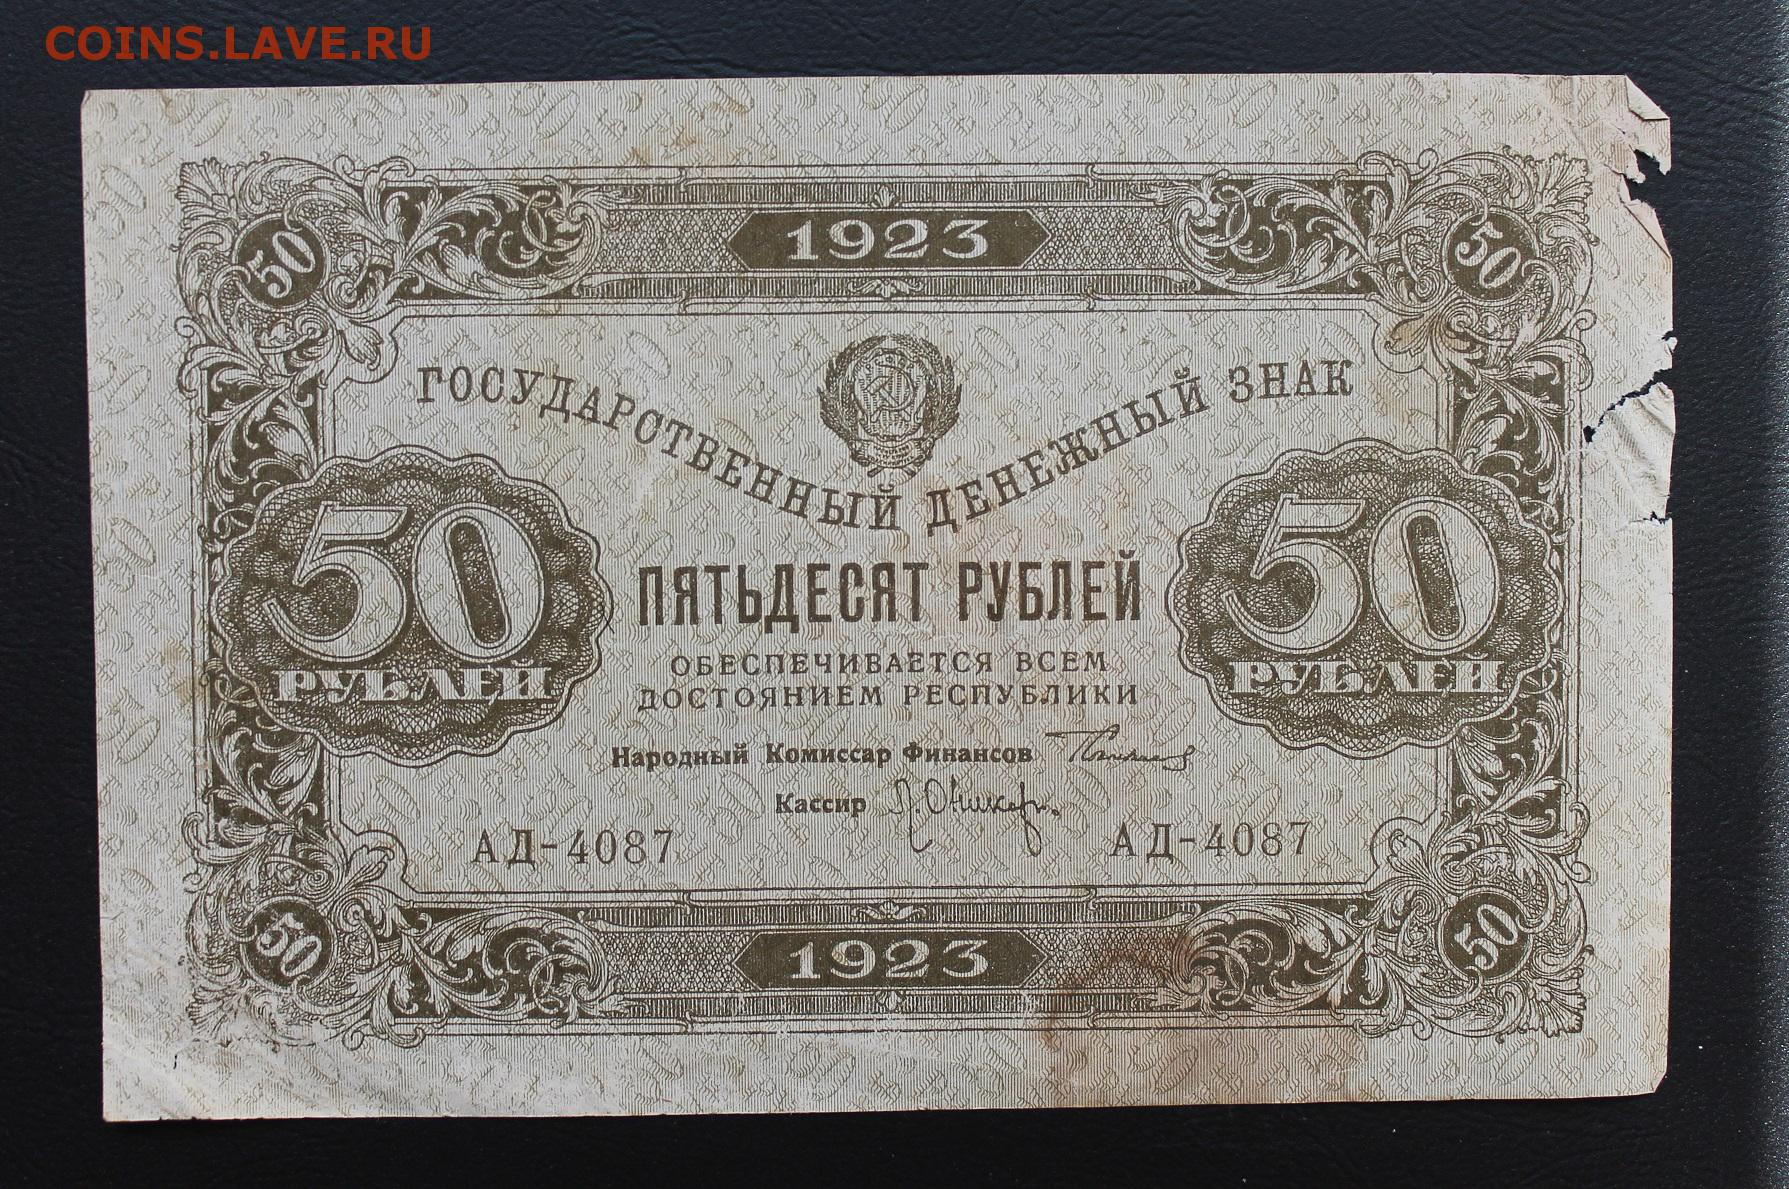 COINS.LAVE.RU
1923
50 50
ГОСУДАРСТВЕННЫЙ ДЕНЕЖНЫЙ ЗНАК
50 РУБЛЕЙ
ПЯТЬДЕСЯТ РУБЛЕЙ
50 РУБЛЕЙ
ОБЕСПЕЧИВАЕТСЯ ВСЕМ
ДОСТОЯНИЕМ РЕСПУБЛИКИ
Народный Комиссар Финансов
Кассир
АД-4087 АД-4087
50 50
1923